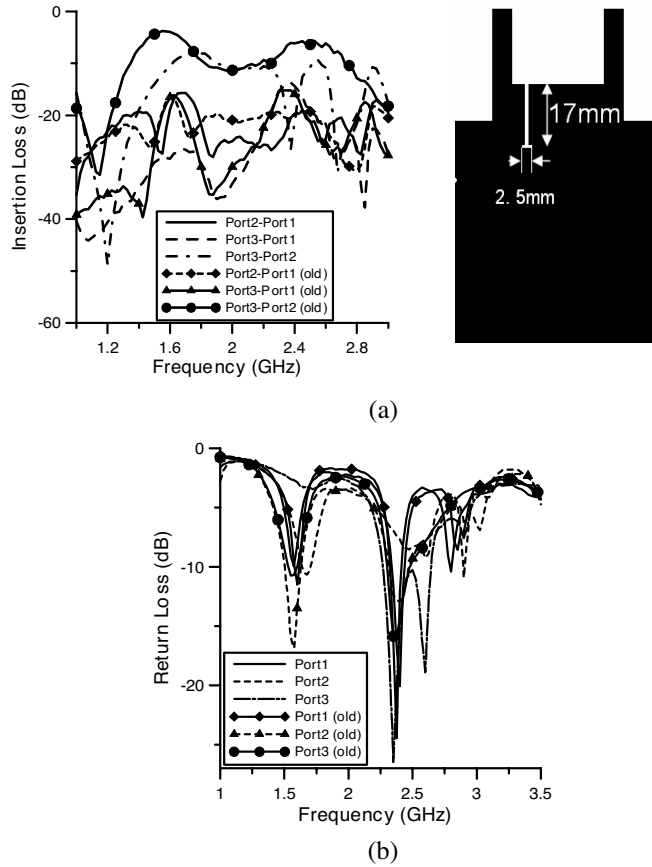 0
-20
-40
-60
Insertion Loss (dB)
1.2
1.6
2
2.4
2.8
Frequency (GHz)
Port2-Port1
Port3-Port1
Port3-Port2
Port2-Port1 (old)
Port3-Port1 (old)
Port3-Port2 (old)
17mm
2. 5mm
(a)
0
-10
-20
Return Loss (dB)
1
1.5
2
2.5
3
3.5
Frequency (GHz)
Port1
Port2
Port3
Port1 (old)
Port2 (old)
Port3 (old)
(b)